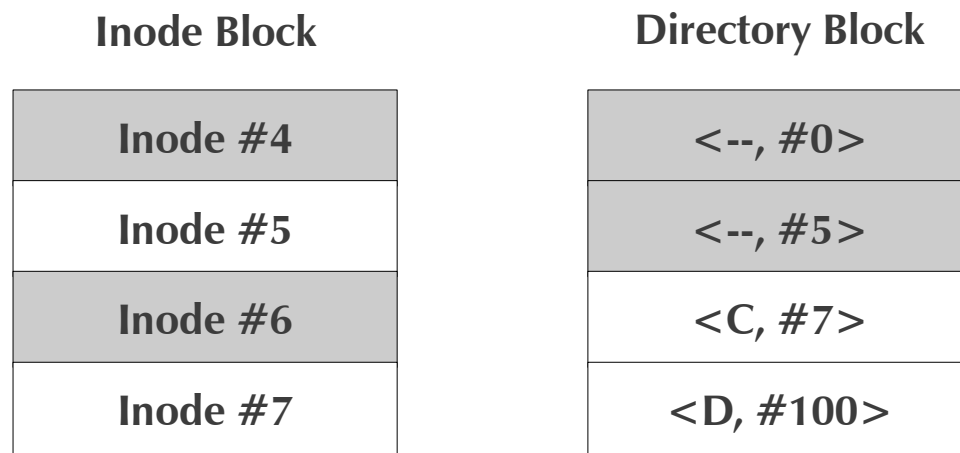 Inode Block
Inode #4
Inode #5
Inode #6
Inode #7
Directory Block
<--, #0>
<--, #5>
<C, #7>
<D, #100>